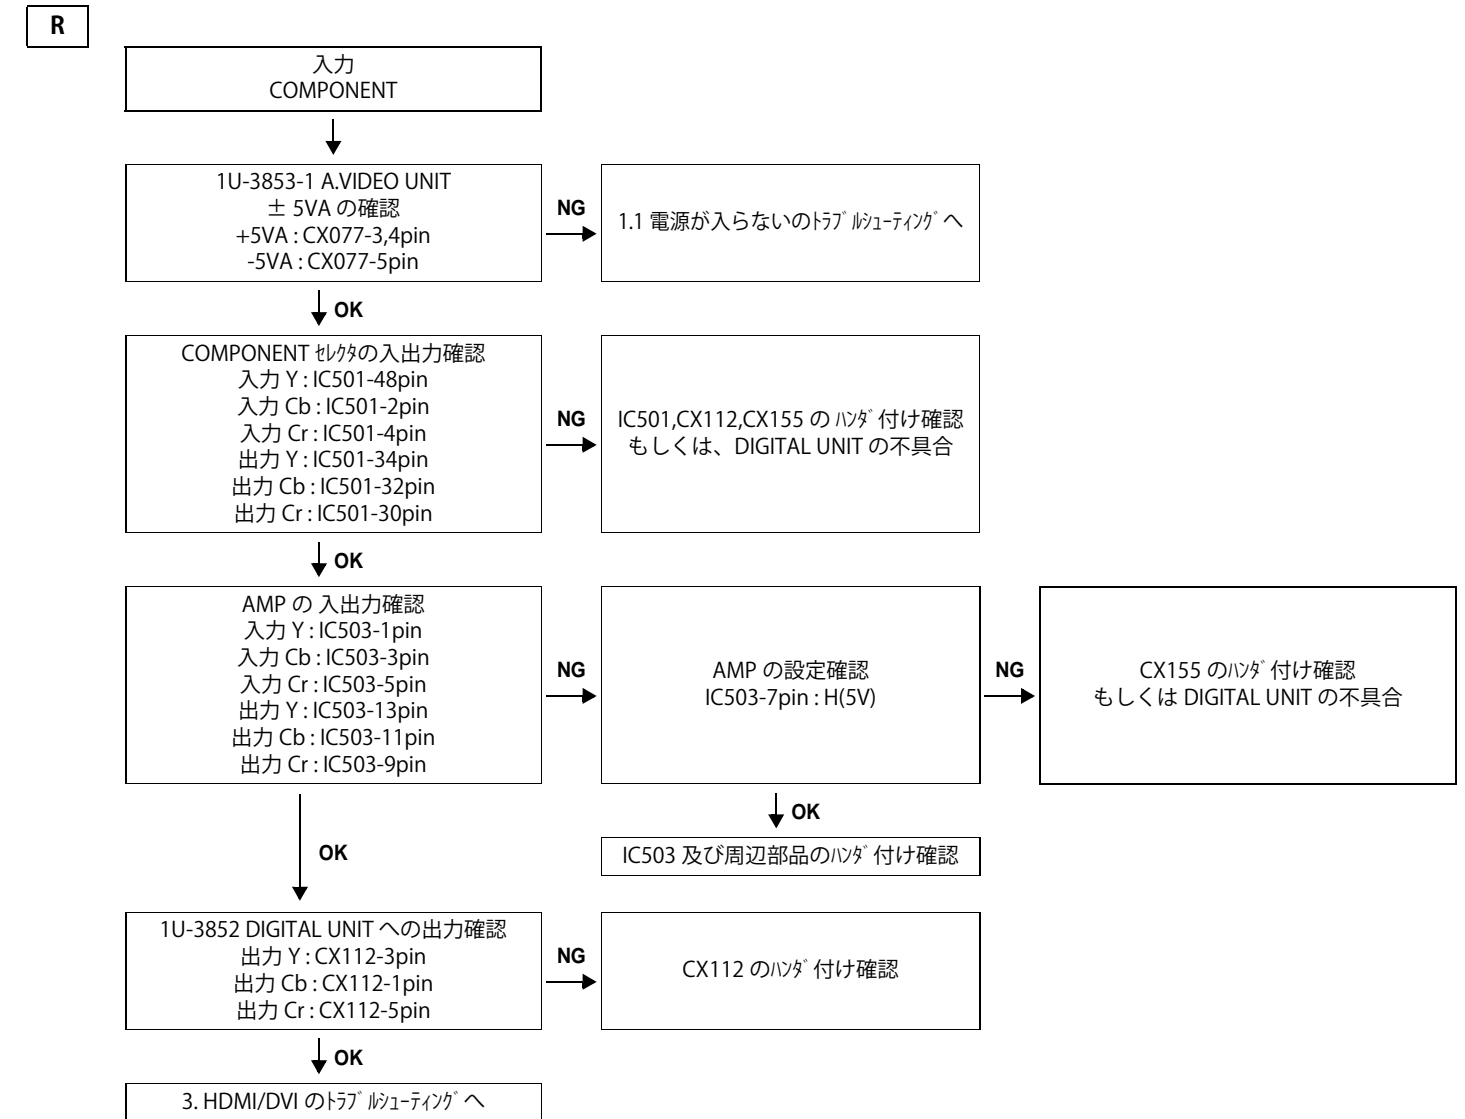 R
入力
COMPONENT
1U-3853-1 A.VIDEO UNIT
± 5VA の確認
+5VA : CX077-3,4pin
-5VA : CX077-5pin
NG
1.1 電源が入らないのﾄﾗﾌﾞﾙｼｭｰﾃｨﾝｸﾞへ
OK
COMPONENT ｾﾚｸﾀの入出力確認
入力 Y : IC501-48pin
入力 Cb : IC501-2pin
入力 Cr : IC501-4pin
出力 Y : IC501-34pin
出力 Cb : IC501-32pin
出力 Cr : IC501-30pin
NG
IC501,CX112,CX155 の ﾊﾝﾀﾞ付け確認
もしくは、DIGITAL UNIT の不具合
OK
AMP の 入出力確認
入力 Y : IC503-1pin
入力 Cb : IC503-3pin
入力 Cr : IC503-5pin
出力 Y : IC503-13pin
出力 Cb : IC503-11pin
出力 Cr : IC503-9pin
NG
AMP の設定確認
IC503-7pin : H(5V)
NG
CX155 のﾊﾝﾀﾞ付け確認
もしくは DIGITAL UNIT の不具合
OK
IC503 及び周辺部品のﾊﾝﾀﾞ付け確認
OK
1U-3852 DIGITAL UNIT への出力確認
出力 Y : CX112-3pin
出力 Cb : CX112-1pin
出力 Cr : CX112-5pin
NG
CX112 のﾊﾝﾀﾞ付け確認
OK
3. HDMI/DVI のﾄﾗﾌﾞﾙｼｭｰﾃｨﾝｸﾞへ